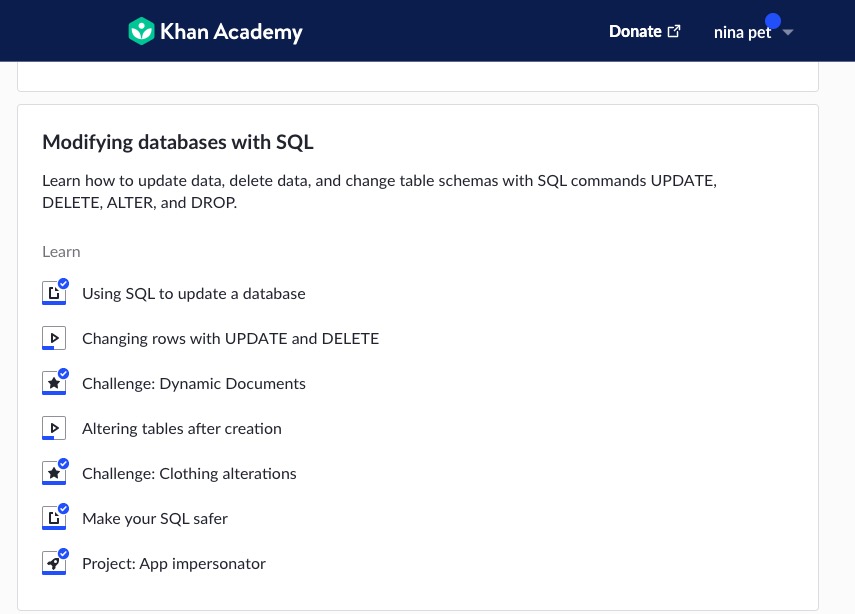 Khan Academy
Donate
nina pet
Modifying databases with SQL
Learn how to update data, delete data, and change table schemas with SQL commands UPDATE,
DELETE, ALTER, and DROP.
Learn
Using SQL to update a database
Changing rows with UPDATE and DELETE
Challenge: Dynamic Documents
Altering tables after creation
Challenge: Clothing alterations
Make your SQL safer
Project: App impersonator